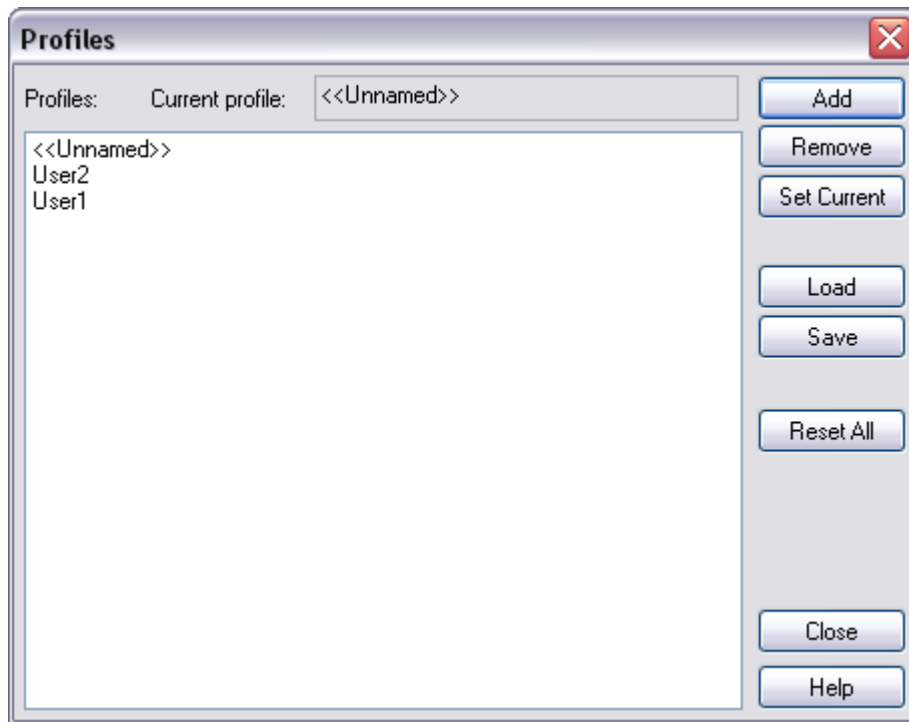 Profiles
Profiles: Current profile: <<Unnamed>>
<<Unnamed>>
User2
User1
Add
Remove
Set Current
Load
Save
Reset All
Close
Help